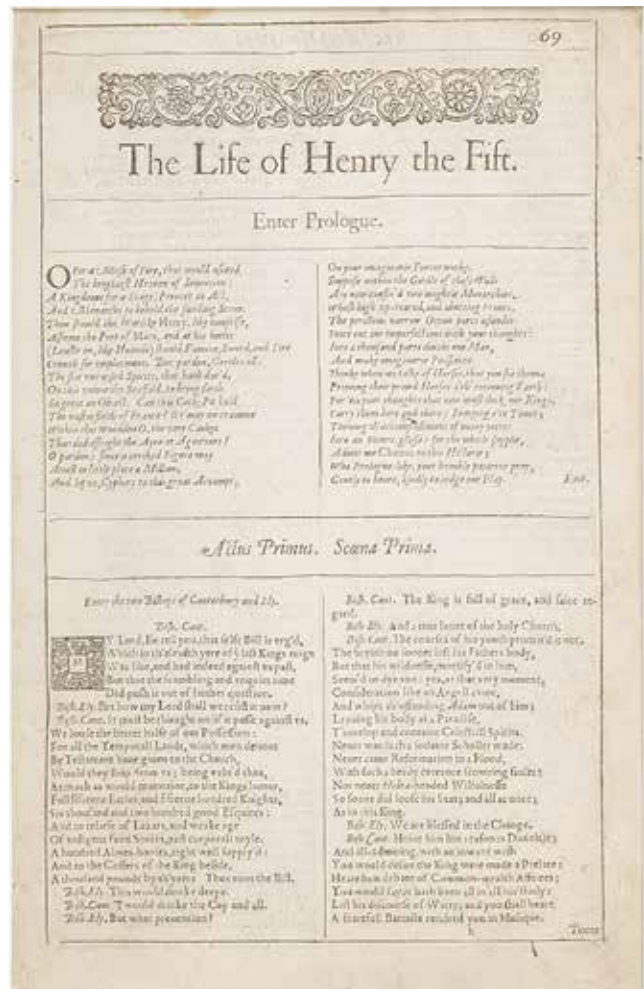 69
The Life of Henry the Fift.
Enter Prologue.
O For a Muse of Fire, that would ascend
The brightest Heauen of Inuention:
A Kingdome for a Stage, Princes to Act,
And Monarchs to behold the swelling Scene.
Then should the Warlike Harry, like himselfe,
Assume the Port of Mars, and at his heeles
(Leasht in, like Hounds) should Famine, Sword, and Fire
Crouch for employment. But pardon, Gentles all:
The flat vnraysed Spirits, that hath dar'd,
On this vnworthy Scaffold, to bring forth
So great an Obiect. Can this Cock-Pit hold
The vastie fields of France? Or may we cramme
Within this Woodden O, the very Caskes
That did affright the Ayre at Agincourt?
O pardon: since a crooked Figure may
Attest in little place a Million,
And let vs, Cyphers to this great Accompt,
On your imaginarie Forces worke.
Suppose within the Girdle of these Walls
Are now confin'd two mightie Monarchies,
Whose high, vp-reared, and abutting Fronts,
The perillous narrow Ocean parts asunder.
Peece out our imperfections with your thoughts:
Into a thousand parts diuide one Man,
And make imaginarie Puissance.
Thinke when we talke of Horses, that you see them
Printing their prowd Hoofes i'th' receiuing Earth:
For 'tis your thoughts that now must deck our Kings,
Carry them here and there: Iumping o're Times;
Turning th'accomplishment of many yeeres
Into an Howre-glasse: for the which supplie,
Admit me Chorus to this Historie;
Who Prologue-like, your humble patience pray,
Gently to heare, kindly to iudge our Play. Exit.
Actus Primus. Scœna Prima.
Enter the two Bishops of Canterbury and Ely.
Bish. Cant.
MY Lord, Ile tell you, that selfe Bill is vrg'd,
Which in th'eleuẽth yere of yͤ last Kings reign
Was like, and had indeed against vs past,
But that the scambling and vnquiet time
Did push it out of farther question.
Bish. Ely. But how my Lord shall we resist it now?
Bish. Cant. It must be thought on: if it passe against vs,
We loose the better halfe of our Possession:
For all the Temporall Lands, which men deuout
By Testament haue giuen to the Church,
Would they strip from vs; being valu'd thus,
As much as would maintaine, to the Kings honor,
Full fifteene Earles, and fifteene hundred Knights,
Six thousand and two hundred good Esquires:
And to reliefe of Lazars, and weake age
Of indigent faint Soules, past corporall toyle,
A hundred Almes-houses, right well supply'd:
And to the Coffers of the King beside,
A thousand pounds by th'yeere. Thus runs the Bill.
Bish. Ely. This would drinke deepe.
Bish. Cant. 'T would drinke the Cup and all.
Bish. Ely. But what preuention?
Bish. Cant. The King is full of grace, and faire re-
gard.
Bish. Ely. And a true louer of the holy Church.
Bish. Cant. The courses of his youth promis'd it not.
The breath no sooner left his Fathers body,
But that his wildnesse, mortify'd in him,
Seem'd to dye too: yea, at that very moment,
Consideration like an Angell came,
And whipt th'offending Adam out of him;
Leauing his body as a Paradise,
T'inuelop and containe Celestiall Spirits.
Neuer was such a sodaine Scholler made:
Neuer came Reformation in a Flood,
With such a heady currance scowring faults:
Nor neuer Hidra-headed Wilfulnesse
So soone did loose his Seat; and all at once;
As in this King.
Bish. Ely. We are blessed in the Change.
Bish. Cant. Heare him but reason in Diuinitie;
And all-admiring, with an inward wish
You would desire the King were made a Prelate:
Heare him debate of Common-wealth Affaires;
You would say, it hath been all in all his study:
List his discourse of Warre; and you shall heare
A fearefull Battaile rendred you in Musique.
h
Turne